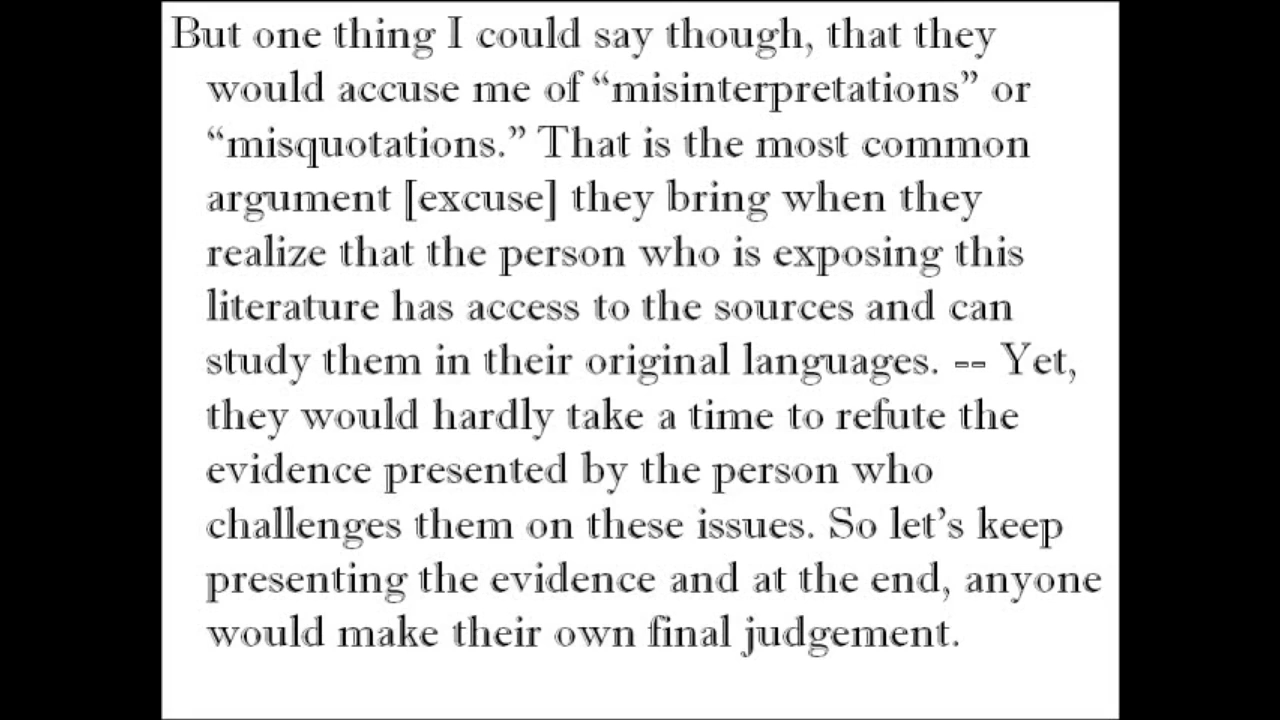 But one thing I could say though, that they
would accuse me of “misinterpretations” or
“misquotations.” That is the most common
argument [excuse] they bring when they
realize that the person who is exposing this
literature has access to the sources and can
study them in their original languages. -- Yet,
they would hardly take a time to refute the
evidence presented by the person who
challenges them on these issues. So let’s keep
presenting the evidence and at the end, anyone
would make their own final judgement.